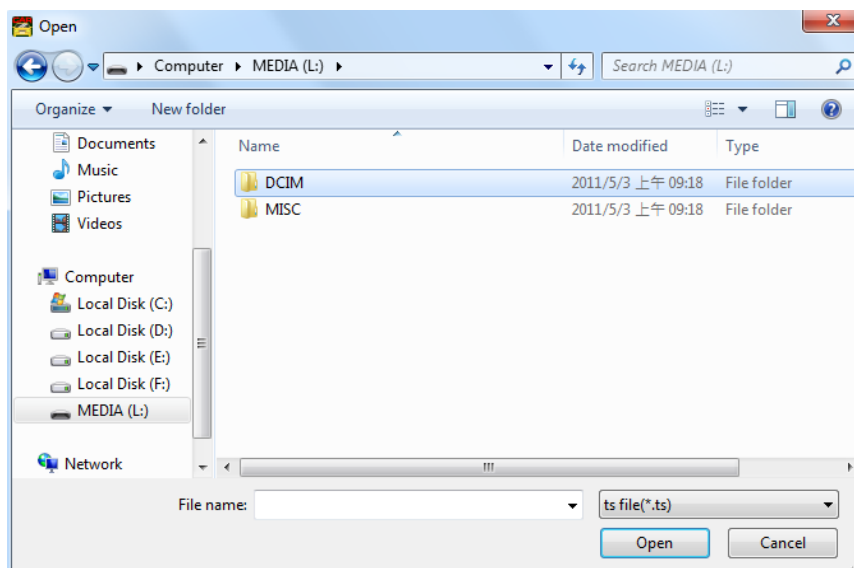 Open
Computer MEDIA (L:) Search MEDIA (L:)
Organize New folder
Documents
Music
Pictures
Videos
Computer
Local Disk (C:)
Local Disk (D:)
Local Disk (E:)
Local Disk (F:)
MEDIA (L:)
Network
Name Date modified Type
DCIM 2011/5/3 上午 09:18 File folder
MISC 2011/5/3 上午 09:18 File folder
File name: ts file(*.ts)
Open Cancel